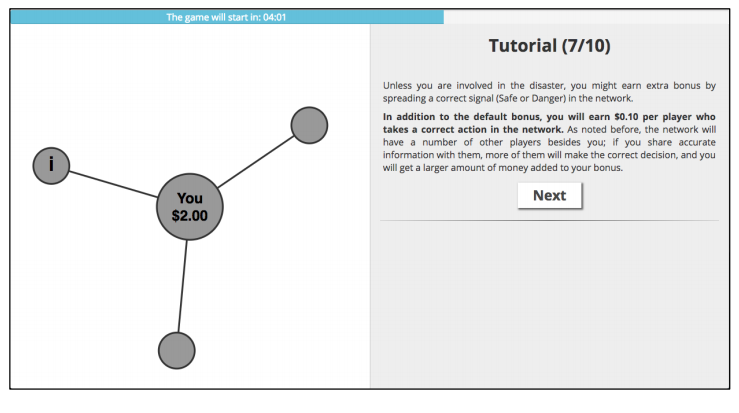 The game will start in: 04:01
i
You
$2.00
Tutorial (7/10)
Unless you are involved in the disaster, you might earn extra bonus by
spreading a correct signal (Safe or Danger) in the network.
In addition to the default bonus, you will earn $0.10 per player who
takes a correct action in the network. As noted before, the network will
have a number of other players besides you; if you share accurate
information with them, more of them will make the correct decision, and you
will get a larger amount of money added to your bonus.
Next